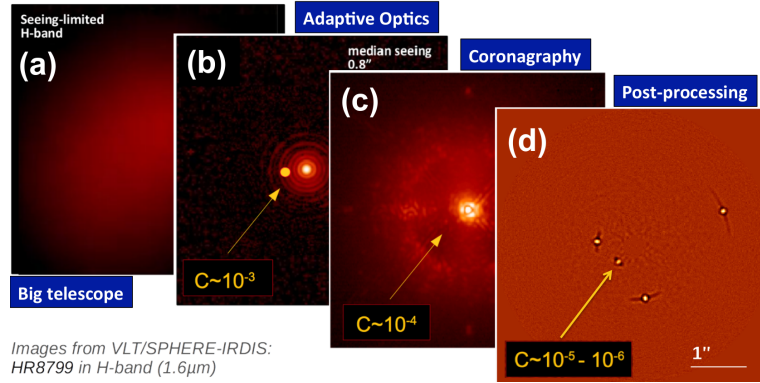 Seeing-limited
H-band
(a)
Big telescope
Adaptive Optics
(b)
median seeing
0.8"
C~10⁻³
Coronagraphy
(c)
C~10⁻⁴
Post-processing
(d)
C~10⁻⁵ - 10⁻⁶
1"
Images from VLT/SPHERE-IRDIS:
HR8799 in H-band (1.6µm)